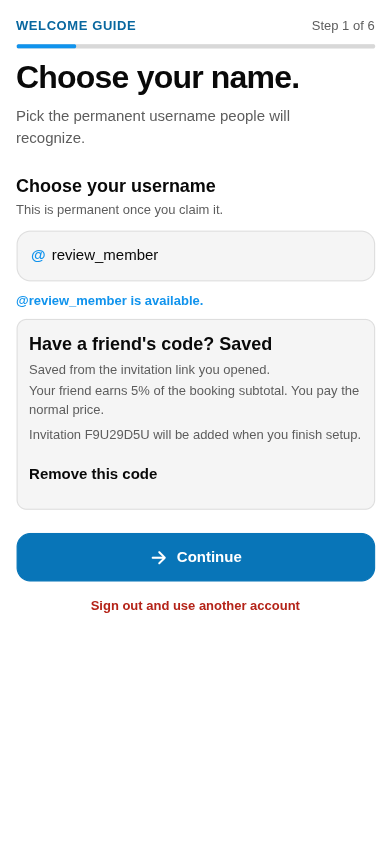 WELCOME GUIDE
Step 1 of 6
Choose your name.
Pick the permanent username people will
recognize.
Choose your username
This is permanent once you claim it.
@ review_member
@review_member is available.
Have a friend's code? Saved
Saved from the invitation link you opened.
Your friend earns 5% of the booking subtotal. You pay the
normal price.
Invitation F9U29D5U will be added when you finish setup.
Remove this code
→ Continue
Sign out and use another account